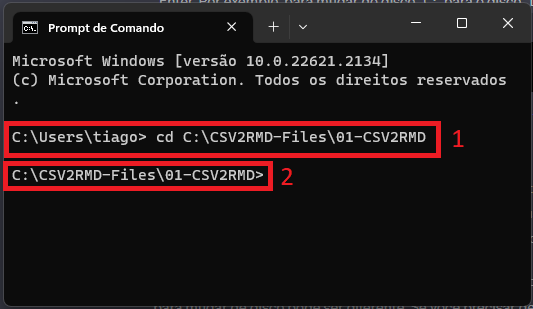 Prompt de Comando
Microsoft Windows [versão 10.0.22621.2134]
(c) Microsoft Corporation. Todos os direitos reservados
.
C:\Users\tiago> cd C:\CSV2RMD-Files\01-CSV2RMD
1
C:\CSV2RMD-Files\01-CSV2RMD>
2